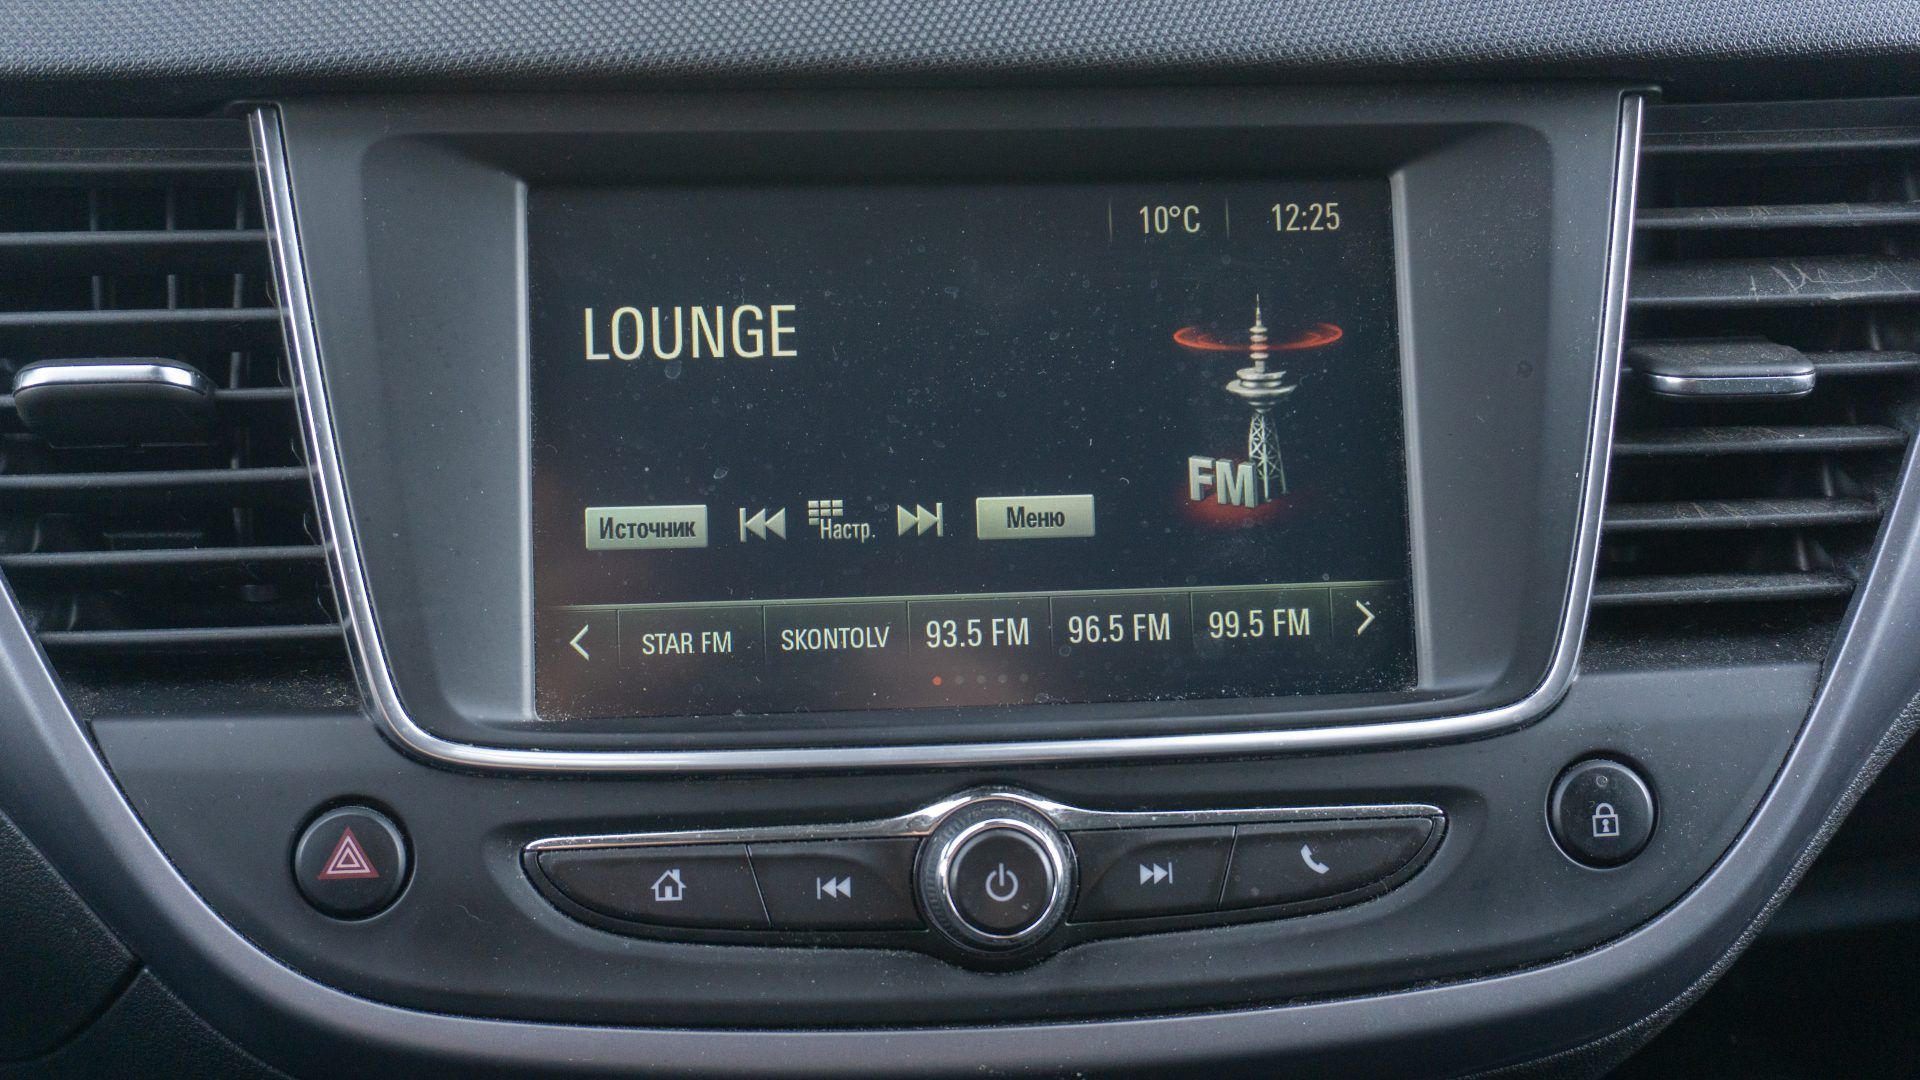 10°C 12:25
LOUNGE
FM
Источник Настр. Меню
STAR FM SKONTOLV 93.5 FM 96.5 FM 99.5 FM